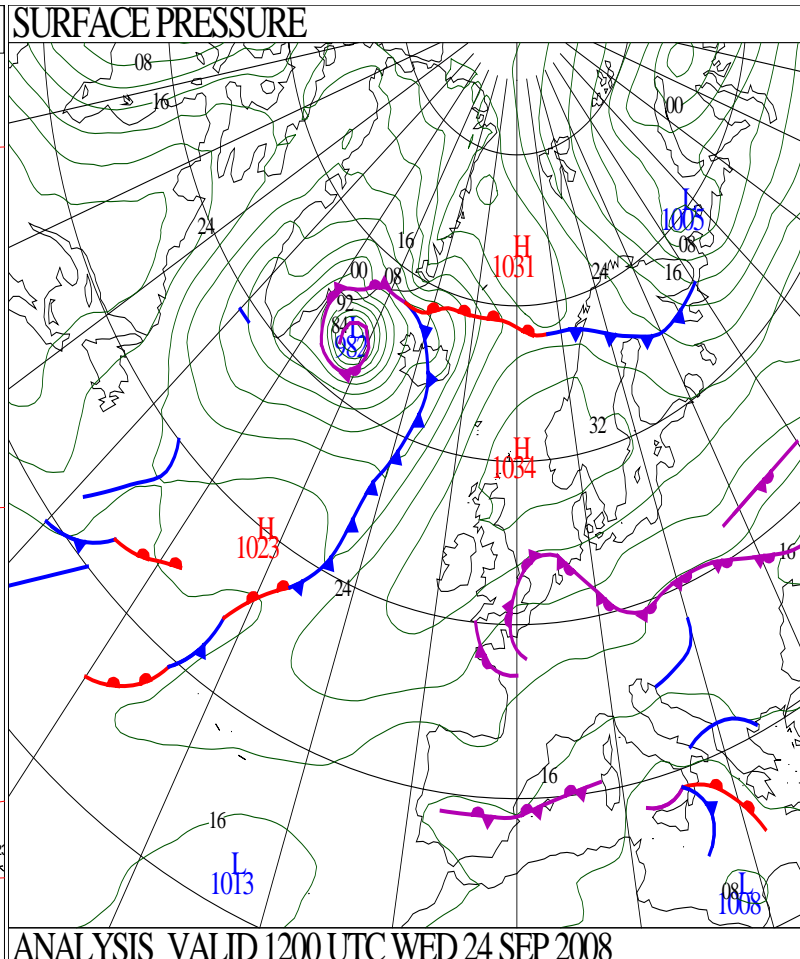 SURFACE PRESSURE
08
16
00
24
L
1005
16
H
1031
08
00
08
24
16
92
84
L
982
32
H
1034
H
1023
16
24
16
16
L
1013
08
L
1008
ANALYSIS VALID 1200 UTC WED 24 SEP 2008